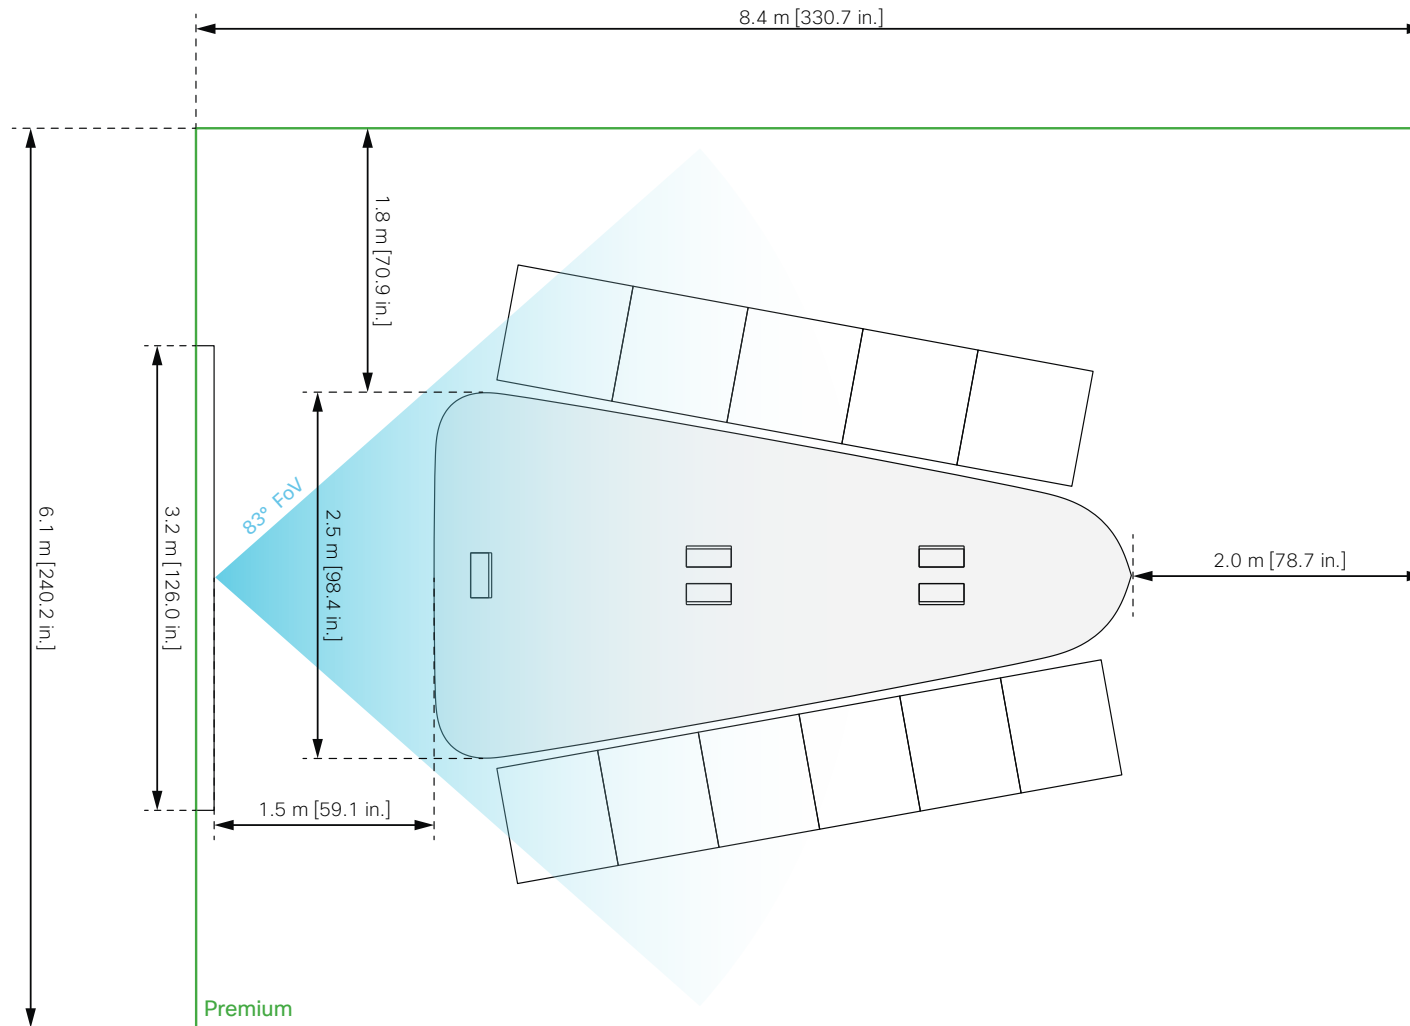 8.4 m [330.7 in.]
1.8 m [70.9 in.]
83° FoV
6.1 m [240.2 in.]
3.2 m [126.0 in.]
2.5 m [98.4 in.]
2.0 m [78.7 in.]
1.5 m [59.1 in.]
Premium